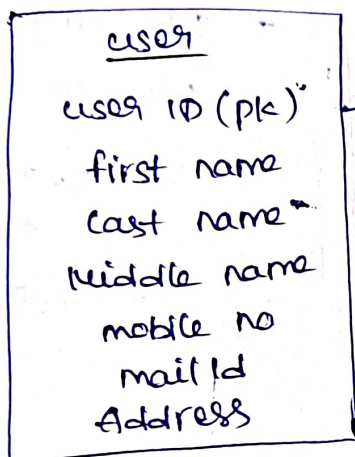 user
user ID (pk)
first name
Last name
Middle name
mobile no
mail Id
Address